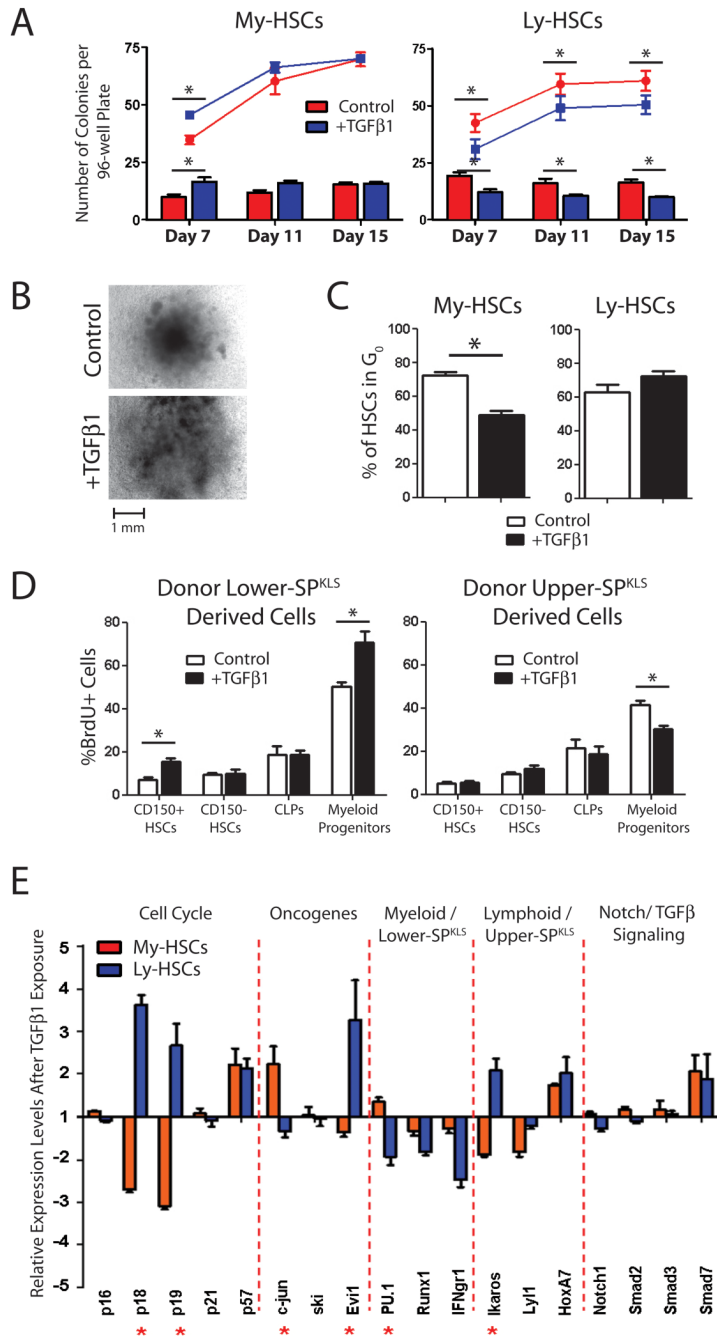 A
My-HSCs
Ly-HSCs
Number of Colonies per
96-well Plate
75
50
25
0
*
*
Control
+TGFβ1
Day 7
Day 11
Day 15
75
50
25
0
*
*
*
*
*
*
Day 7
Day 11
Day 15
B
Control
+TGFβ1
1 mm
C
My-HSCs
Ly-HSCs
% of HSCs in G0
100
80
60
40
20
0
*
100
80
60
40
20
0
Control
+TGFβ1
D
Donor Lower-SPKLS
Derived Cells
Donor Upper-SPKLS
Derived Cells
%BrdU+ Cells
80
60
40
20
0
Control
+TGFβ1
*
*
CD150+
HSCs
CD150-
HSCs
CLPs
Myeloid
Progenitors
80
60
40
20
0
Control
+TGFβ1
*
CD150+
HSCs
CD150-
HSCs
CLPs
Myeloid
Progenitors
E
Cell Cycle
Oncogenes
Myeloid /
Lower-SPKLS
Lymphoid /
Upper-SPKLS
Notch/ TGFβ
Signaling
Relative Expression Levels After TGFβ1 Exposure
5
4
3
2
1
-2
-3
-4
-5
1
My-HSCs
Ly-HSCs
p16
p18
p19
p21
p57
c-jun
ski
Evi1
PU.1
Runx1
IFNgr1
Ikaros
Lyl1
HoxA7
Notch1
Smad2
Smad3
Smad7
* * * * * *